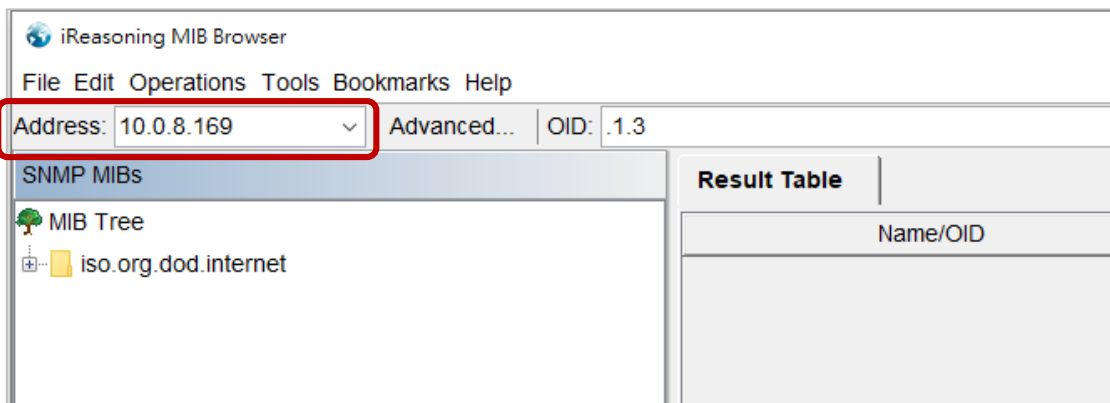 iReasoning MIB Browser
File Edit Operations Tools Bookmarks Help
Address: 10.0.8.169 Advanced... OID: .1.3
SNMP MIBs
Result Table
MIB Tree
Name/OID
iso.org.dod.internet